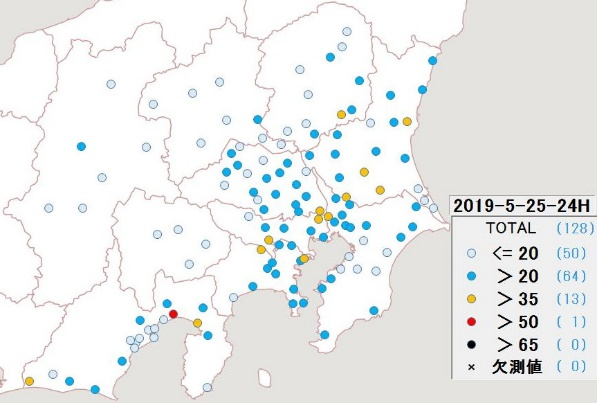 2019-5-25-24H
TOTAL (128)
<= 20 (50)
> 20 (64)
> 35 (13)
> 50 ( 1)
> 65 ( 0)
× 欠測値 ( 0)